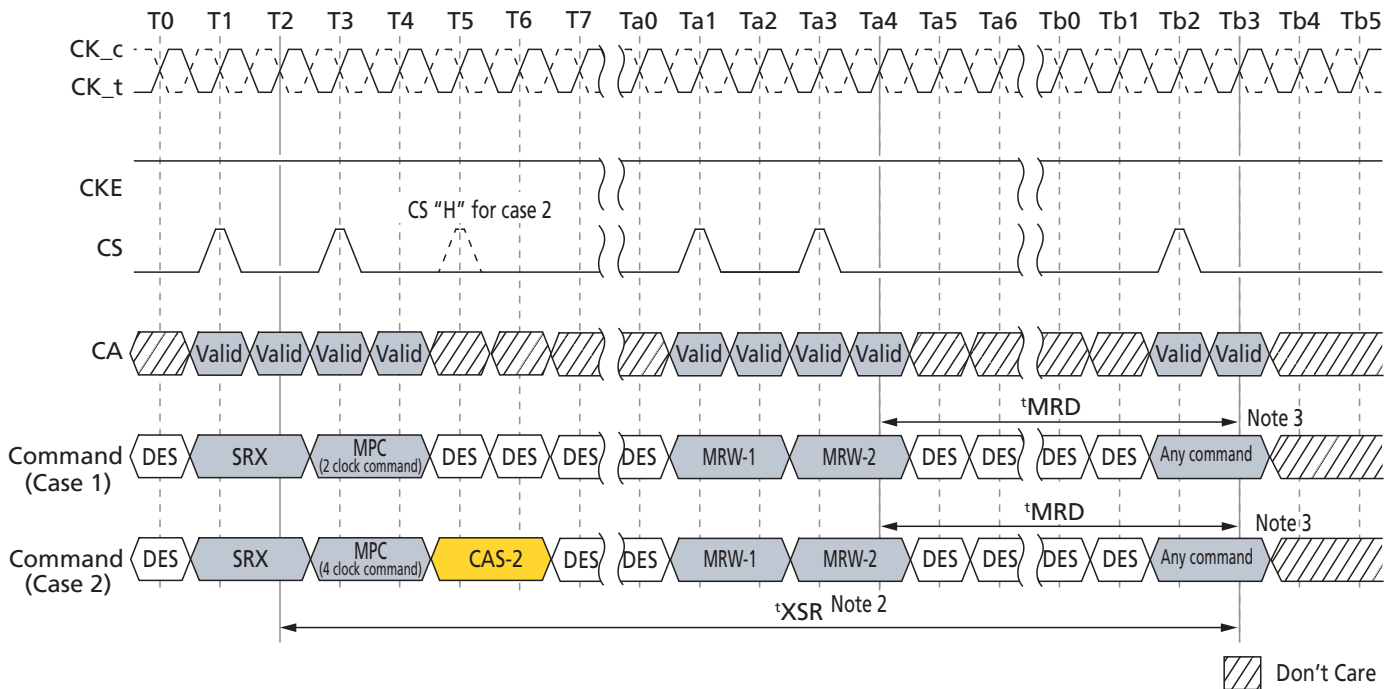 T0 T1 T2 T3 T4 T5 T6 T7 Ta0 Ta1 Ta2 Ta3 Ta4 Ta5 Ta6 Tb0 Tb1 Tb2 Tb3 Tb4 Tb5
CK_c
CK_t
CKE
CS "H" for case 2
CS
CA Valid Valid Valid Valid Valid Valid Valid Valid Valid Valid
tMRD Note 3
Command (Case 1) DES SRX MPC (2 clock command) DES DES DES DES MRW-1 MRW-2 DES DES DES DES Any command
tMRD Note 3
Command (Case 2) DES SRX MPC (4 clock command) CAS-2 DES DES MRW-1 MRW-2 DES DES DES DES Any command
tXSR Note 2
Don't Care